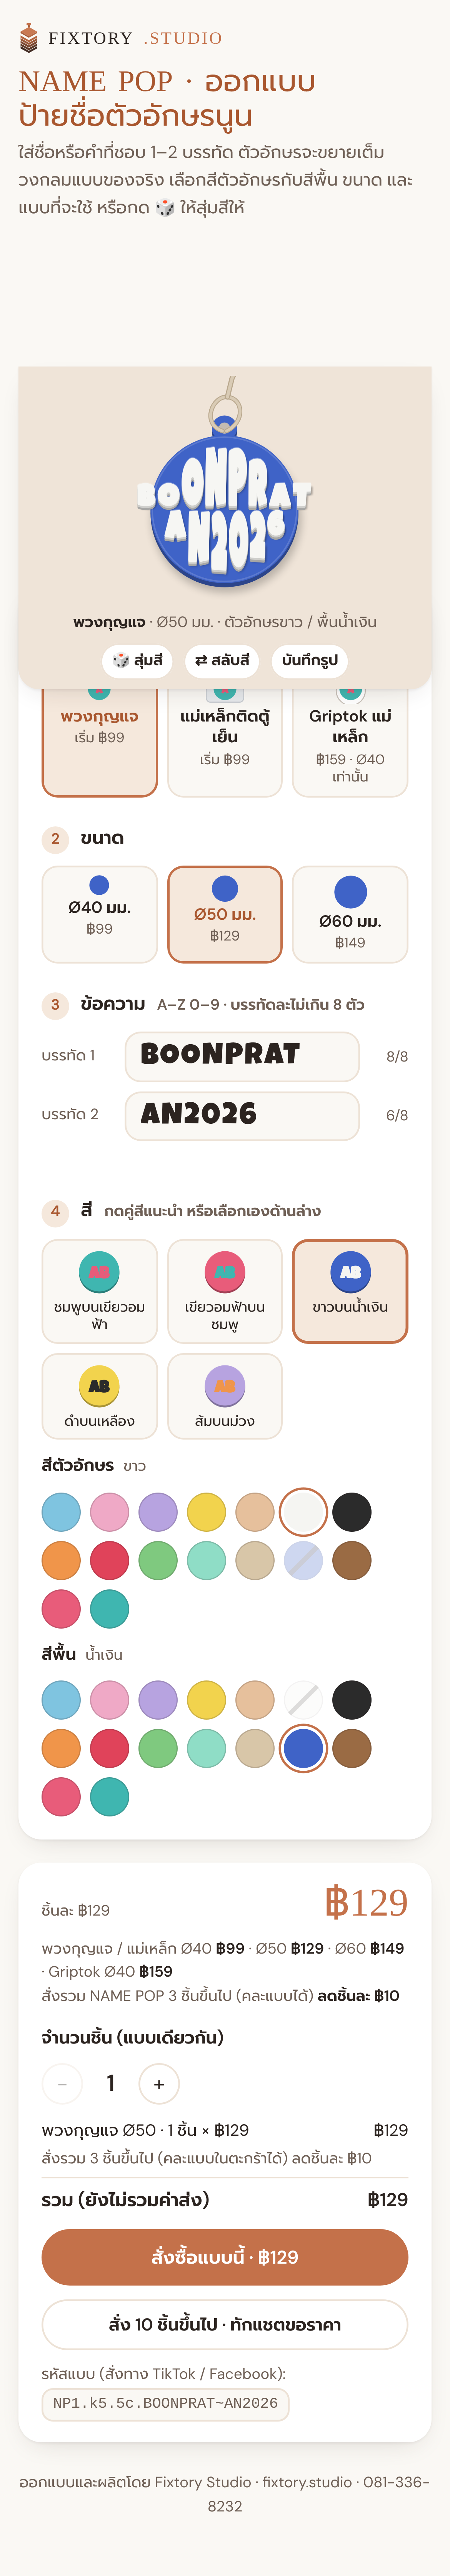 FIXTORY .STUDIO
NAME POP · ออกแบบ
ป้ายชื่อตัวอักษรนูน
ใส่ชื่อหรือคำที่ชอบ 1–2 บรรทัด ตัวอักษรจะขยายเต็ม
วงกลมแบบของจริง เลือกสีตัวอักษรกับสีพื้น ขนาด และ
แบบที่จะใช้ หรือกด 🎲 ให้สุ่มสีให้
BOONPRAT
AN2026
พวงกุญแจ · Ø50 มม. · ตัวอักษรขาว / พื้นน้ำเงิน
🎲 สุ่มสี ⇄ สลับสี บันทึกรูป
พวงกุญแจ แม่เหล็กติดตู้ Griptok แม่
เริ่ม ฿99 เย็น เหล็ก
เริ่ม ฿99 ฿159 · Ø40
เท่านั้น
2 ขนาด
Ø40 มม. Ø50 มม. Ø60 มม.
฿99 ฿129 ฿149
3 ข้อความ A–Z 0–9 · บรรทัดละไม่เกิน 8 ตัว
บรรทัด 1 BOONPRAT 8/8
บรรทัด 2 AN2026 6/8
4 สี กดคู่สีแนะนำ หรือเลือกเองด้านล่าง
AB AB AB
ชมพูบนเขียวอม เขียวอมฟ้าบน ขาวบนน้ำเงิน
ฟ้า ชมพู
AB AB
ดำบนเหลือง ส้มบนม่วง
สีตัวอักษร ขาว
สีพื้น น้ำเงิน
ชิ้นละ ฿129 ฿129
พวงกุญแจ / แม่เหล็ก Ø40 ฿99 · Ø50 ฿129 · Ø60 ฿149
· Griptok Ø40 ฿159
สั่งรวม NAME POP 3 ชิ้นขึ้นไป (คละแบบได้) ลดชิ้นละ ฿10
จำนวนชิ้น (แบบเดียวกัน)
− 1 +
พวงกุญแจ Ø50 · 1 ชิ้น × ฿129 ฿129
สั่งรวม 3 ชิ้นขึ้นไป (คละแบบในตะกร้าได้) ลดชิ้นละ ฿10
รวม (ยังไม่รวมค่าส่ง) ฿129
สั่งซื้อแบบนี้ · ฿129
สั่ง 10 ชิ้นขึ้นไป · ทักแชตขอราคา
รหัสแบบ (สั่งทาง TikTok / Facebook):
NP1.k5.5c.BOONPRAT~AN2026
ออกแบบและผลิตโดย Fixtory Studio · fixtory.studio · 081-336-
8232